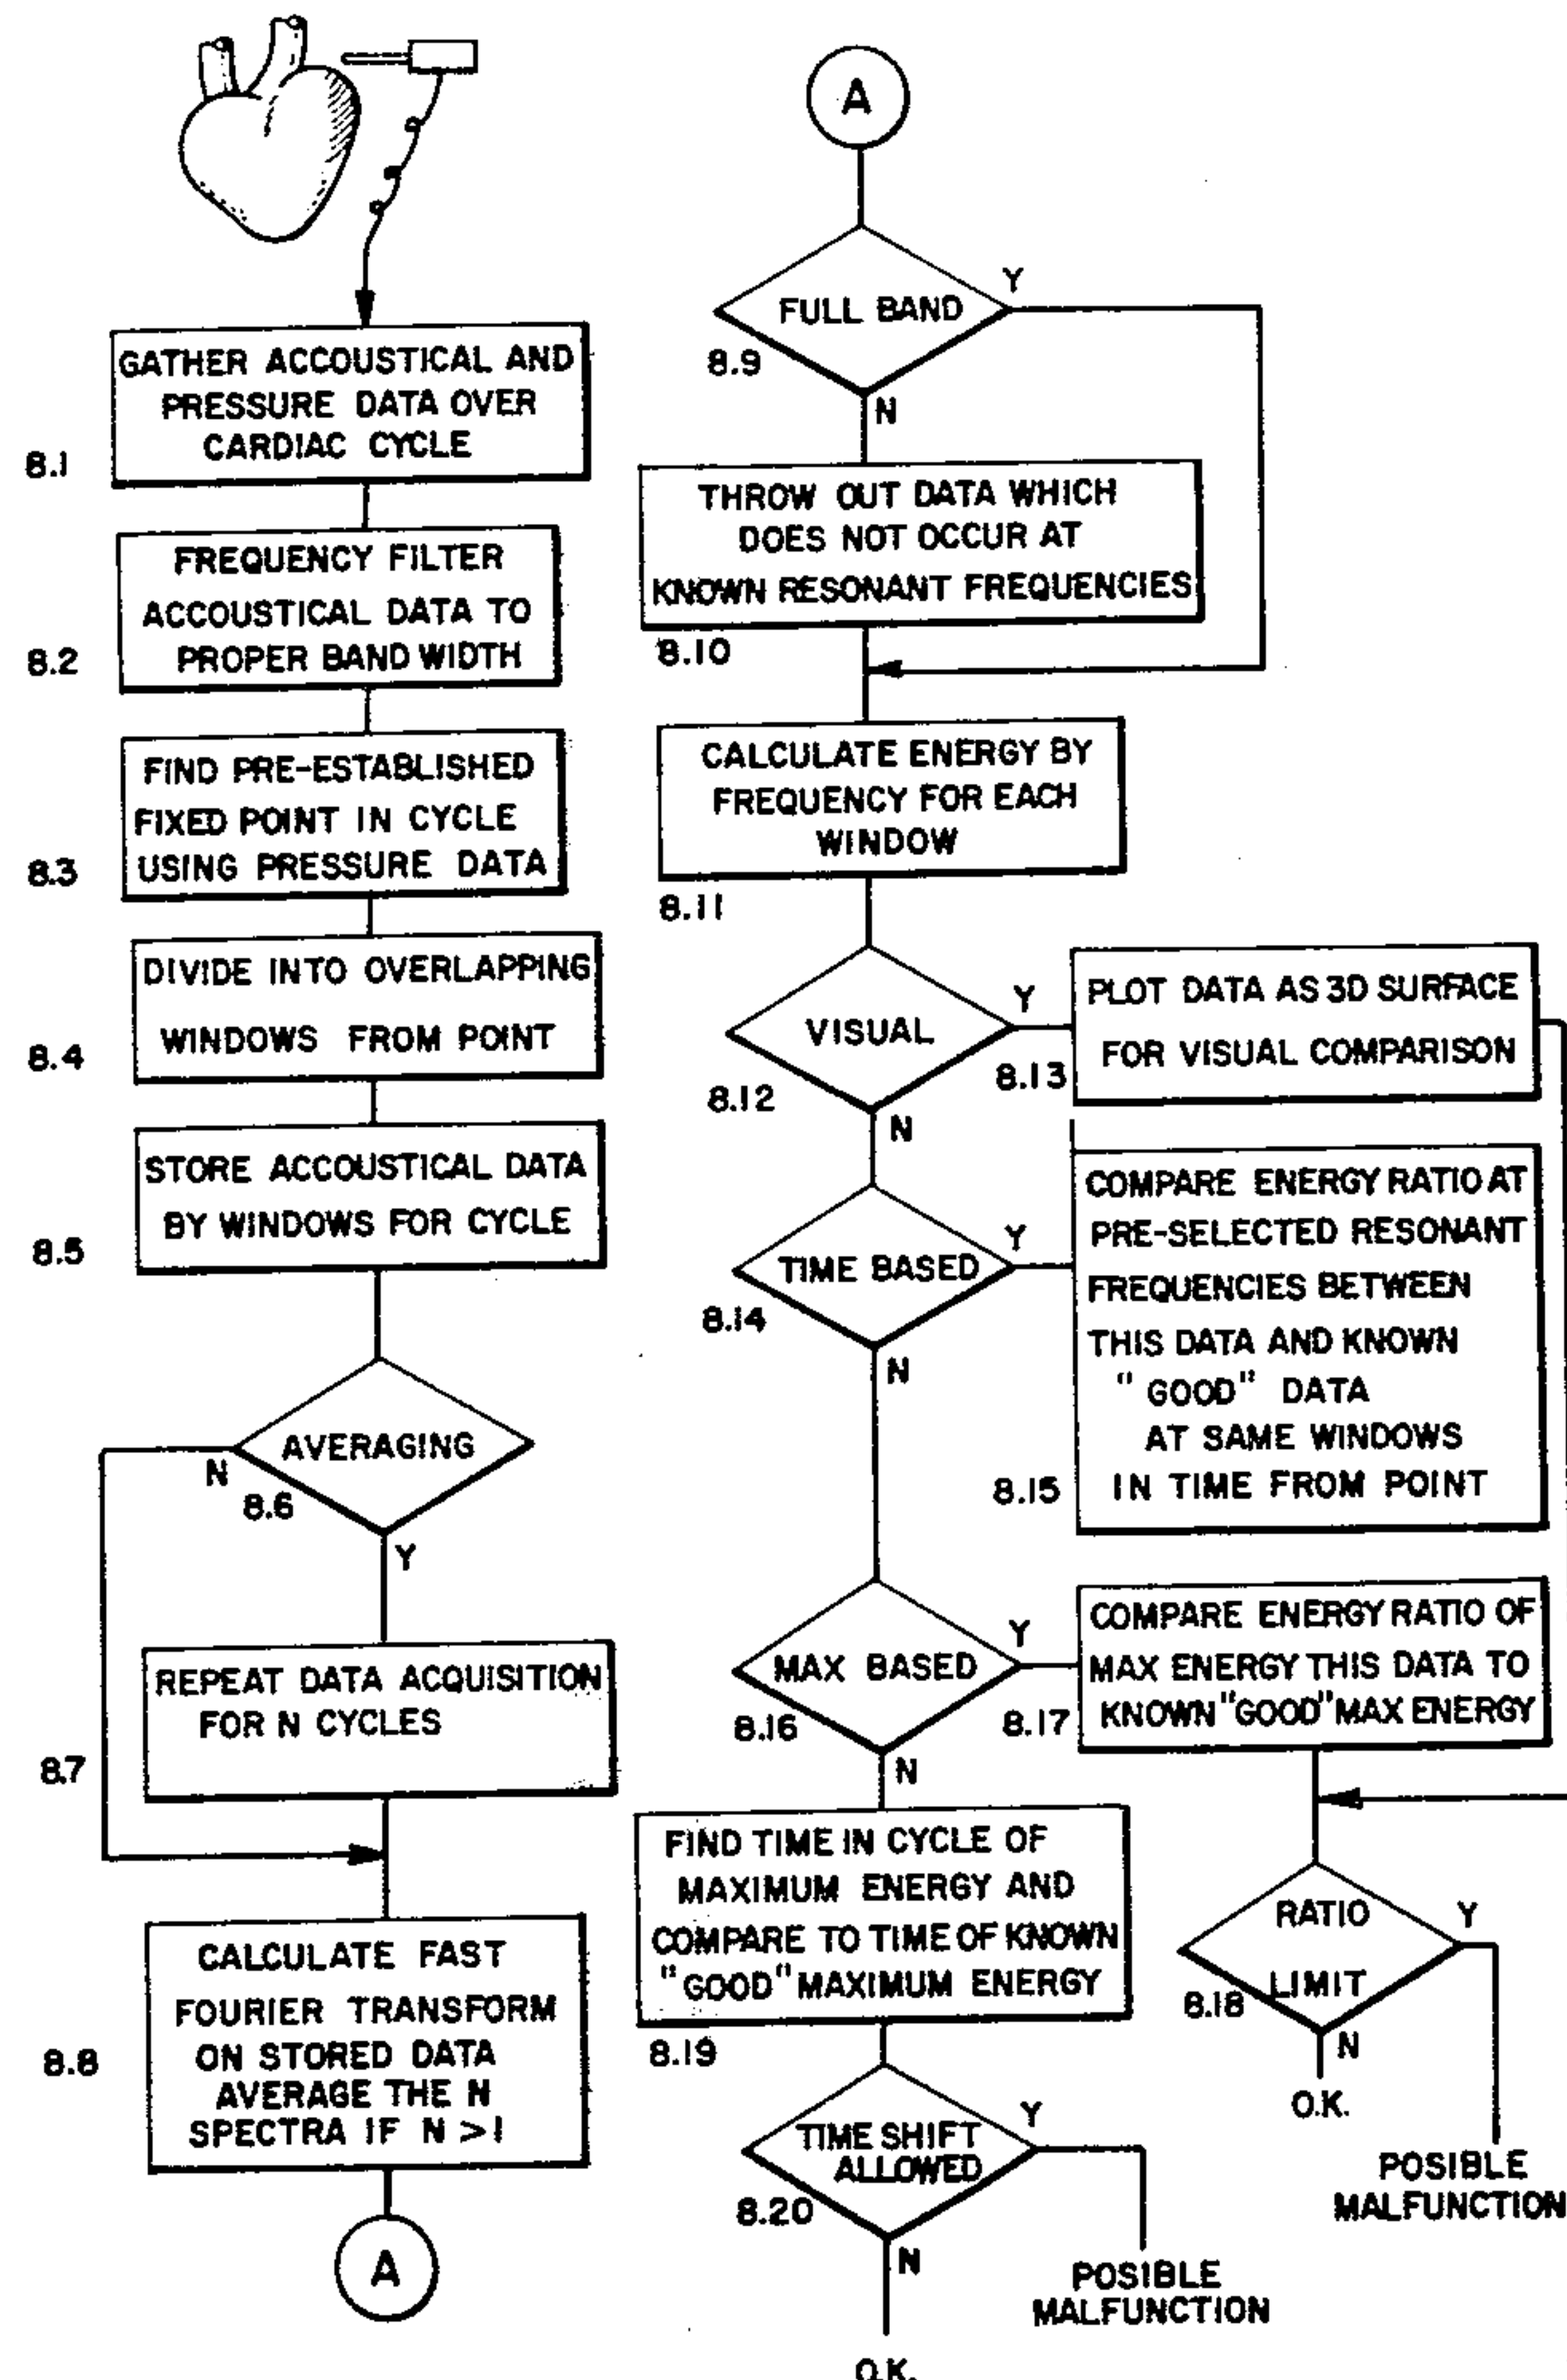 GATHER ACCOUSTICAL AND
PRESSURE DATA OVER
CARDIAC CYCLE
8.1
FREQUENCY FILTER
ACCOUSTICAL DATA TO
PROPER BAND WIDTH
8.2
FIND PRE-ESTABLISHED
FIXED POINT IN CYCLE
USING PRESSURE DATA
8.3
DIVIDE INTO OVERLAPPING
WINDOWS FROM POINT
8.4
STORE ACCOUSTICAL DATA
BY WINDOWS FOR CYCLE
8.5
AVERAGING
N
8.6
Y
REPEAT DATA ACQUISITION
FOR N CYCLES
8.7
CALCULATE FAST
FOURIER TRANSFORM
ON STORED DATA
AVERAGE THE N
SPECTRA IF N >1
8.8
A
A
FULL BAND
Y
8.9
N
THROW OUT DATA WHICH
DOES NOT OCCUR AT
KNOWN RESONANT FREQUENCIES
8.10
CALCULATE ENERGY BY
FREQUENCY FOR EACH
WINDOW
8.11
VISUAL
Y
8.12
N
8.13
PLOT DATA AS 3D SURFACE
FOR VISUAL COMPARISON
TIME BASED
Y
8.14
N
COMPARE ENERGY RATIO AT
PRE-SELECTED RESONANT
FREQUENCIES BETWEEN
THIS DATA AND KNOWN
"GOOD" DATA
AT SAME WINDOWS
IN TIME FROM POINT
8.15
MAX BASED
Y
8.16
N
8.17
COMPARE ENERGY RATIO OF
MAX ENERGY THIS DATA TO
KNOWN "GOOD" MAX ENERGY
RATIO
LIMIT
Y
8.18
N
O.K.
POSIBLE
MALFUNCTION
FIND TIME IN CYCLE OF
MAXIMUM ENERGY AND
COMPARE TO TIME OF KNOWN
"GOOD" MAXIMUM ENERGY
8.19
TIME SHIFT
ALLOWED
Y
8.20
N
POSIBLE
MALFUNCTION
O.K.